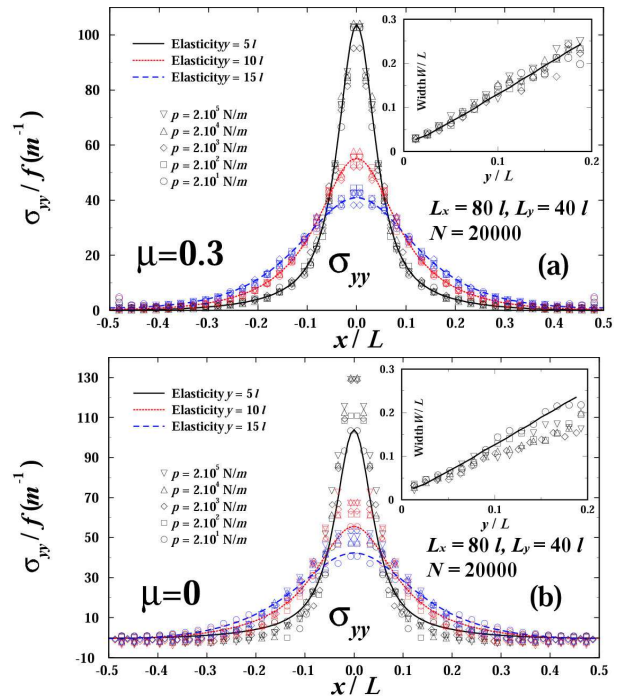 (a)
Elasticity y = 5 l
Elasticity y = 10 l
Elasticity y = 15 l
p = 2.10⁵ N/m
p = 2.10⁴ N/m
p = 2.10³ N/m
p = 2.10² N/m
p = 2.10¹ N/m
σyy / f (m⁻¹)
100
80
60
40
20
0
Width W / L
0.3
0.2
0.1
0
0 0.1 0.2
y / L
Lx = 80 l, Ly = 40 l
N = 20000
μ=0.3
σyy
(a)
-0.5 -0.4 -0.3 -0.2 -0.1 0.0 0.1 0.2 0.3 0.4 0.5
x / L
Elasticity y = 5 l
Elasticity y = 10 l
Elasticity y = 15 l
p = 2.10⁵ N/m
p = 2.10⁴ N/m
p = 2.10³ N/m
p = 2.10² N/m
p = 2.10¹ N/m
σyy / f (m⁻¹)
130
110
90
70
50
30
10
-10
Width W / L
0.3
0.2
0.1
0
0 0.1 0.2
y / L
Lx = 80 l, Ly = 40 l
N = 20000
μ=0
σyy
(b)
-0.5 -0.4 -0.3 -0.2 -0.1 0.0 0.1 0.2 0.3 0.4 0.5
x / L